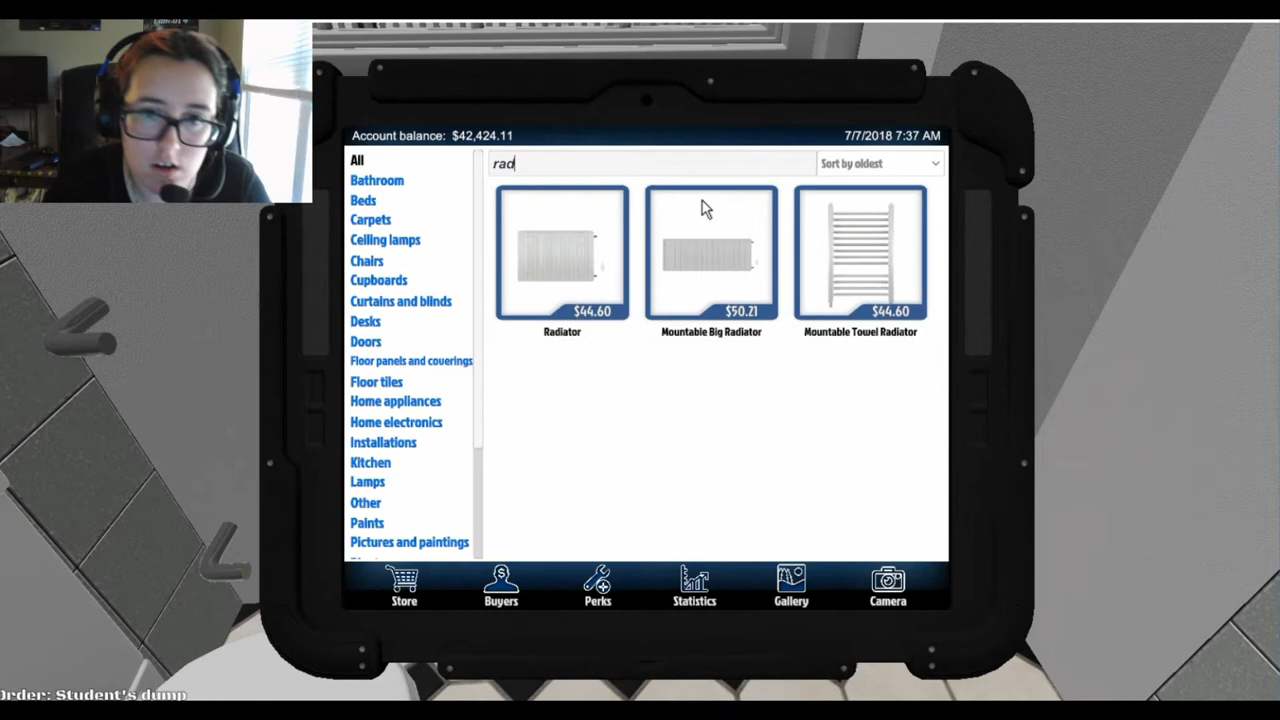 Account balance: $42,424.11
7/7/2018 7:37 AM
All
Bathroom
Beds
Carpets
Ceiling lamps
Chairs
Cupboards
Curtains and blinds
Desks
Doors
Floor panels and coverings
Floor tiles
Home appliances
Home electronics
Installations
Kitchen
Lamps
Other
Paints
Pictures and paintings
rad
Sort by oldest
$44.60
$50.21
$44.60
Radiator
Mountable Big Radiator
Mountable Towel Radiator
Store
Buyers
Perks
Statistics
Gallery
Camera
Order: Student's dump